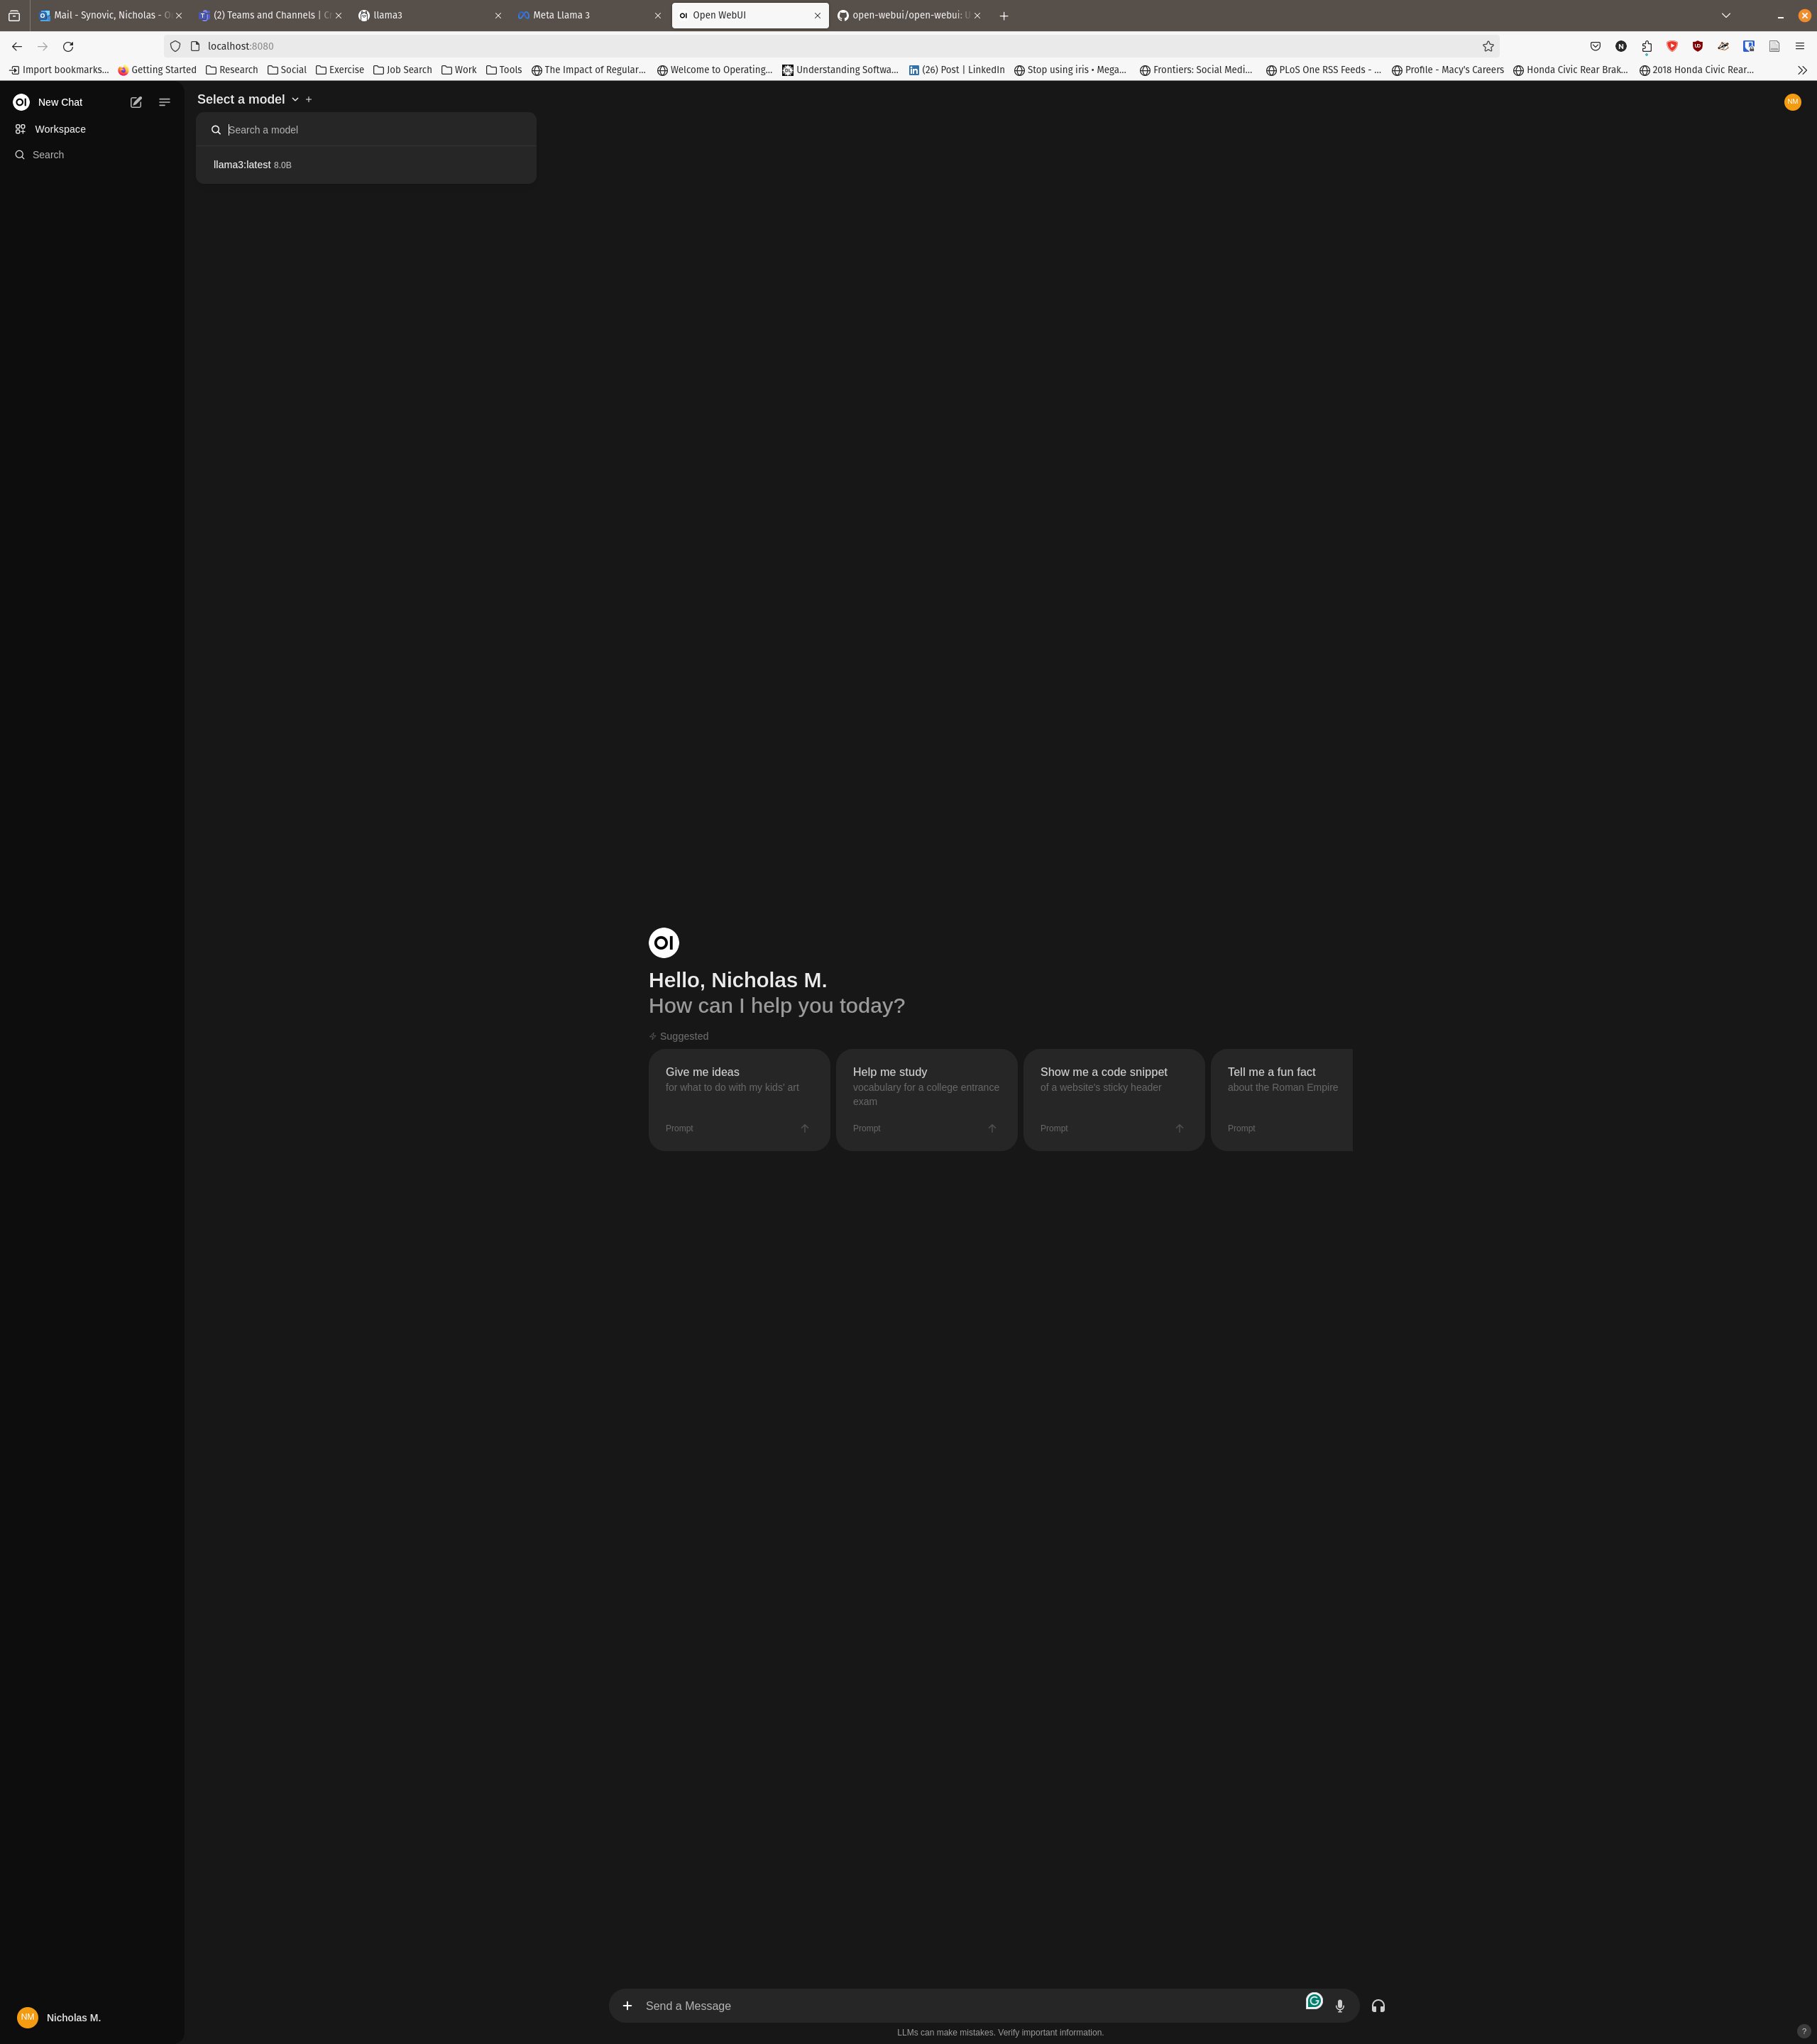 Mail - Synovic, Nicholas - O
(2) Teams and Channels | C
llama3
Meta Llama 3
OI Open WebUI
open-webui/open-webui: U
localhost:8080
Import bookmarks...
Getting Started
Research
Social
Exercise
Job Search
Work
Tools
The Impact of Regular...
Welcome to Operating...
Understanding Softwa...
(26) Post | LinkedIn
Stop using iris • Mega...
Frontiers: Social Medi...
PLoS One RSS Feeds - ...
Profile - Macy's Careers
Honda Civic Rear Brak...
2018 Honda Civic Rear...
OI New Chat
Workspace
Search
Select a model
NM
Search a model
llama3:latest 8.0B
OI
Hello, Nicholas M.
How can I help you today?
Suggested
Give me ideas
for what to do with my kids' art
Prompt
Help me study
vocabulary for a college entrance
exam
Prompt
Show me a code snippet
of a website's sticky header
Prompt
Tell me a fun fact
about the Roman Empire
Prompt
Send a Message
NM Nicholas M.
LLMs can make mistakes. Verify important information.
?